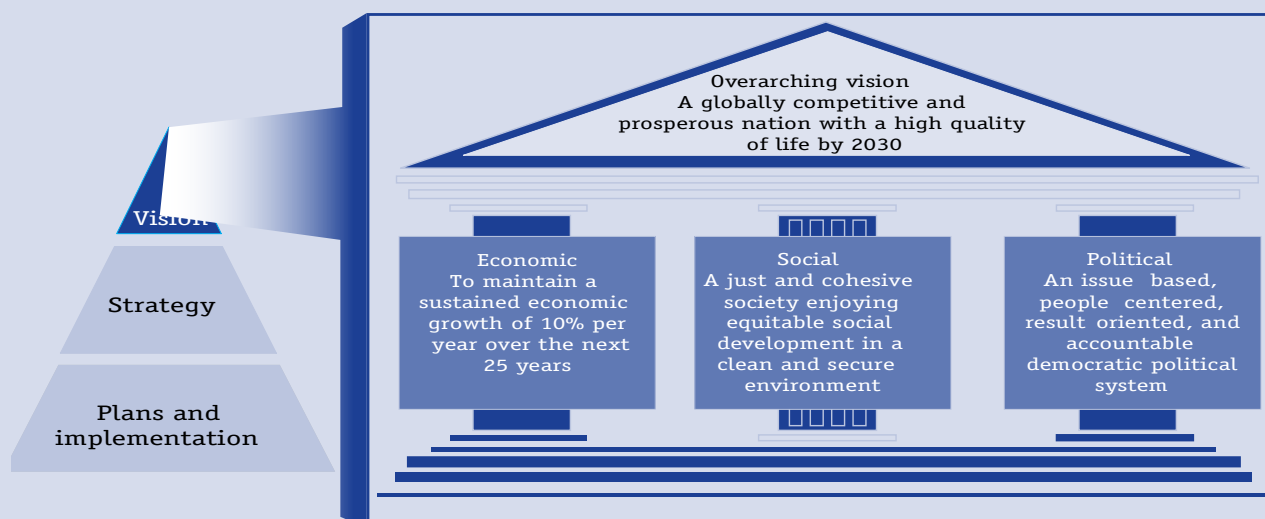 Vision
Strategy
Plans and
implementation
Overarching vision
A globally competitive and
prosperous nation with a high quality
of life by 2030
Economic
To maintain a
sustained economic
growth of 10% per
year over the next
25 years
Social
A just and cohesive
society enjoying
equitable social
development in a
clean and secure
environment
Political
An issue based,
people centered,
result oriented, and
accountable
democratic political
system